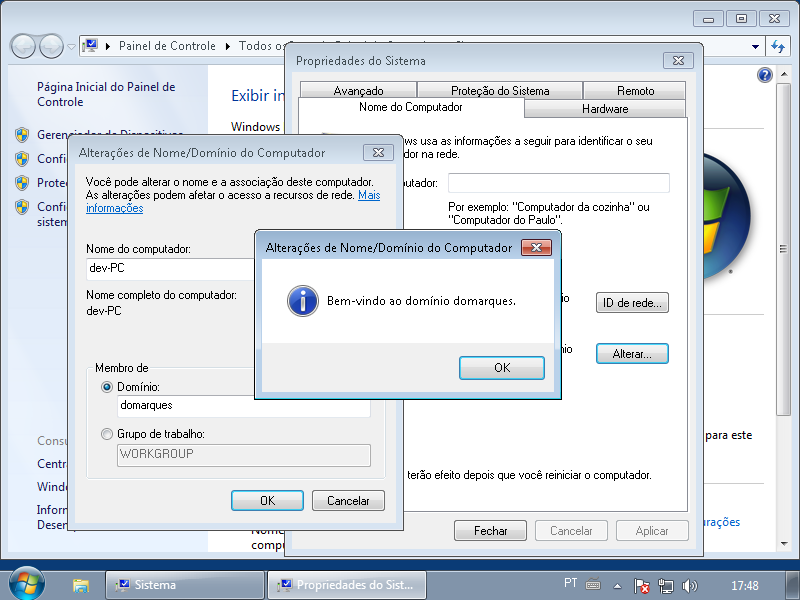 Painel de Controle
Todos os
Página Inicial do Painel de
Controle
Gerenciador de Dispositivos
Confi
Prote
Confi
sistem
Consu
Centr
Wind
Inform
Desen
Exibir in
Windows
Nome
compu
para este
urações
Propriedades do Sistema
Avançado
Proteção do Sistema
Remoto
Nome do Computador
Hardware
ws usa as informações a seguir para identificar o seu
dor na rede.
utador:
Por exemplo: "Computador da cozinha" ou
"Computador do Paulo".
io
ID de rede...
nio
Alterar...
terão efeito depois que você reiniciar o computador.
Fechar
Cancelar
Aplicar
Alterações de Nome/Domínio do Computador
Você pode alterar o nome e a associação deste computador.
As alterações podem afetar o acesso a recursos de rede. Mais
informações
Nome do computador:
dev-PC
Nome completo do computador:
dev-PC
Membro de
Domínio:
domarques
Grupo de trabalho:
WORKGROUP
OK
Cancelar
Alterações de Nome/Domínio do Computador
Bem-vindo ao domínio domarques.
OK
Sistema
Propriedades do Sist...
PT
17:48